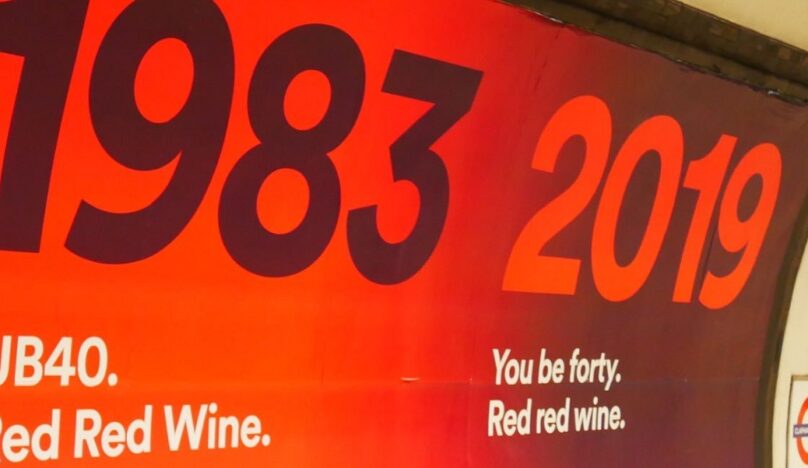 1983
UB40.
Red Red Wine.
2019
You be forty.
Red red wine.